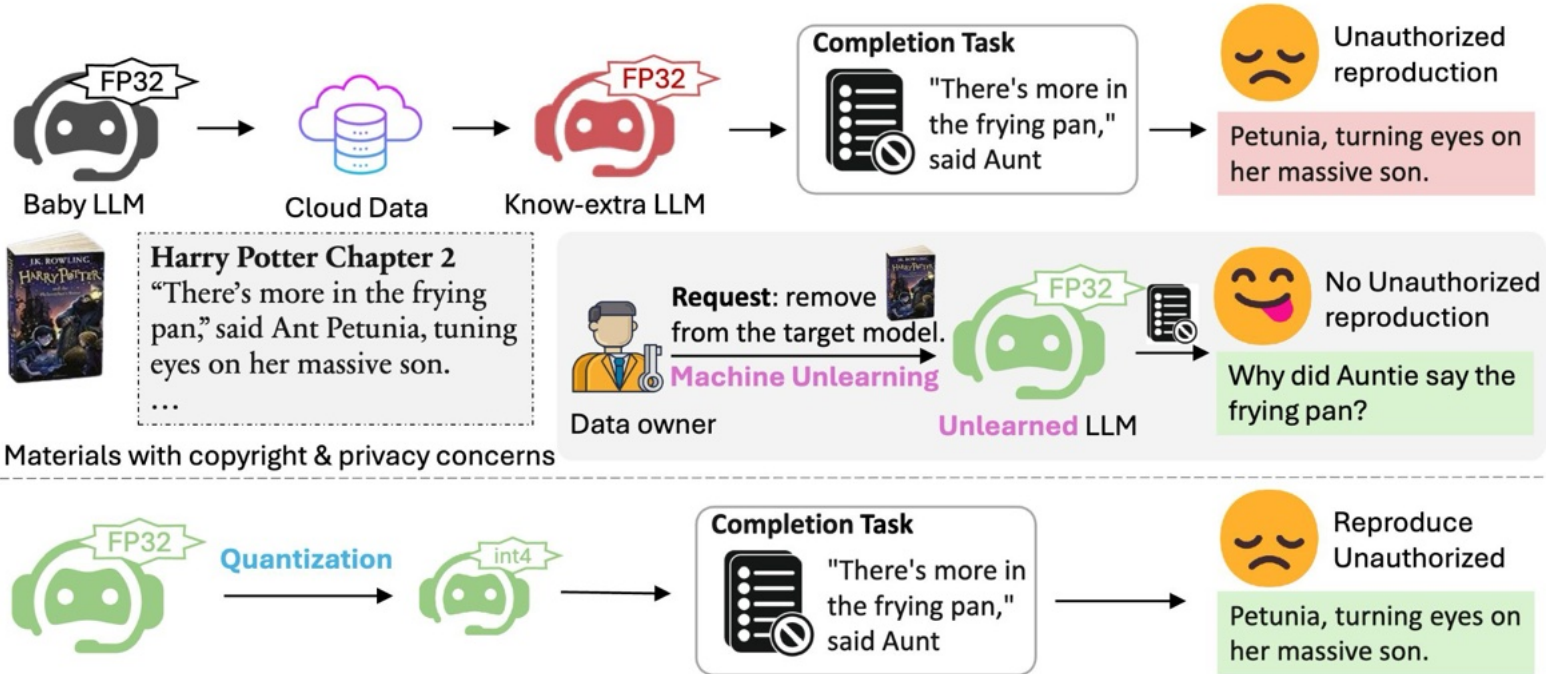 FP32
Baby LLM
Cloud Data
FP32
Know-extra LLM
Completion Task
"There's more in
the frying pan,"
said Aunt
Unauthorized
reproduction
Petunia, turning eyes on
her massive son.
J.K. ROWLING
HARRY POTTER
Harry Potter Chapter 2
“There’s more in the frying
pan,” said Ant Petunia, tuning
eyes on her massive son.
...
Materials with copyright & privacy concerns
Data owner
Request: remove
from the target model.
Machine Unlearning
HARRY POTTER
FP32
Unlearned LLM
No Unauthorized
reproduction
Why did Auntie say the
frying pan?
FP32
Quantization
int4
Completion Task
"There's more in
the frying pan,"
said Aunt
Reproduce
Unauthorized
Petunia, turning eyes on
her massive son.